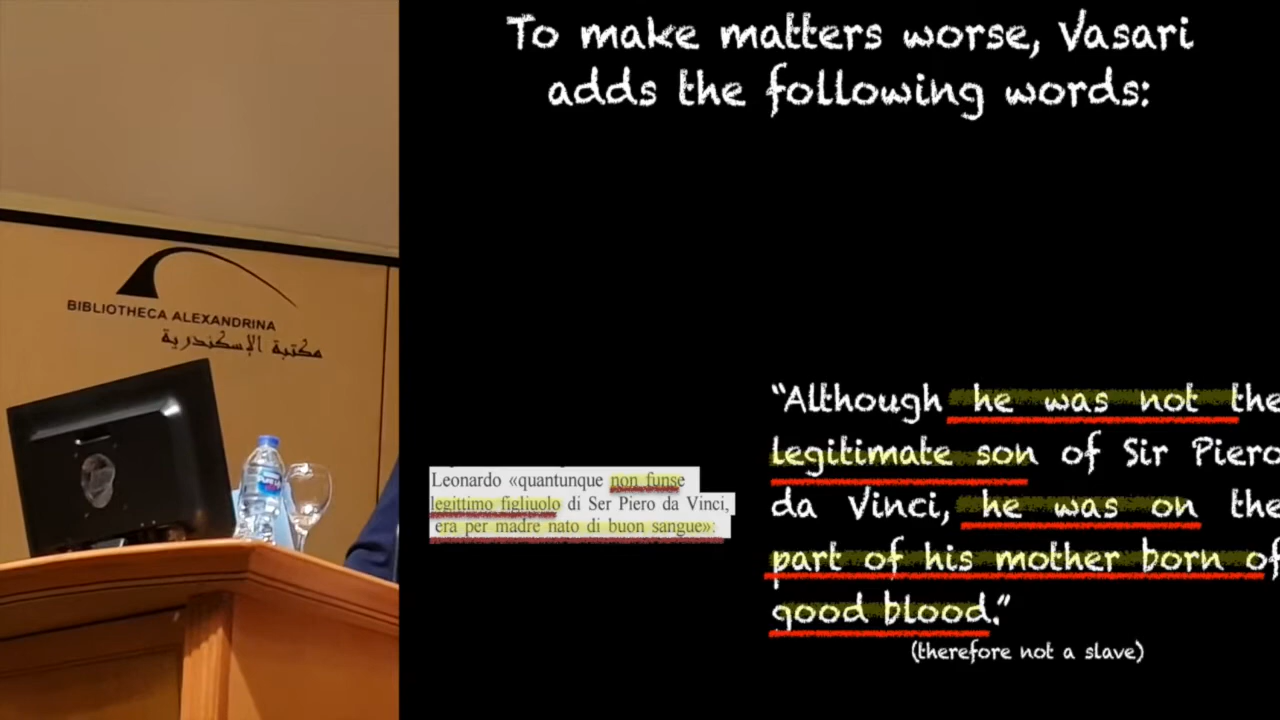 To make matters worse, Vasari
adds the following words:
BIBLIOTHECA ALEXANDRINA
مكتبة الإسكندرية
Leonardo «quantunque non funse
legittimo figliuolo di Ser Piero da Vinci,
era per madre nato di buon sangue»:
“Although he was not the
legitimate son of Sir Piero
da Vinci, he was on the
part of his mother born of
good blood.”
(therefore not a slave)